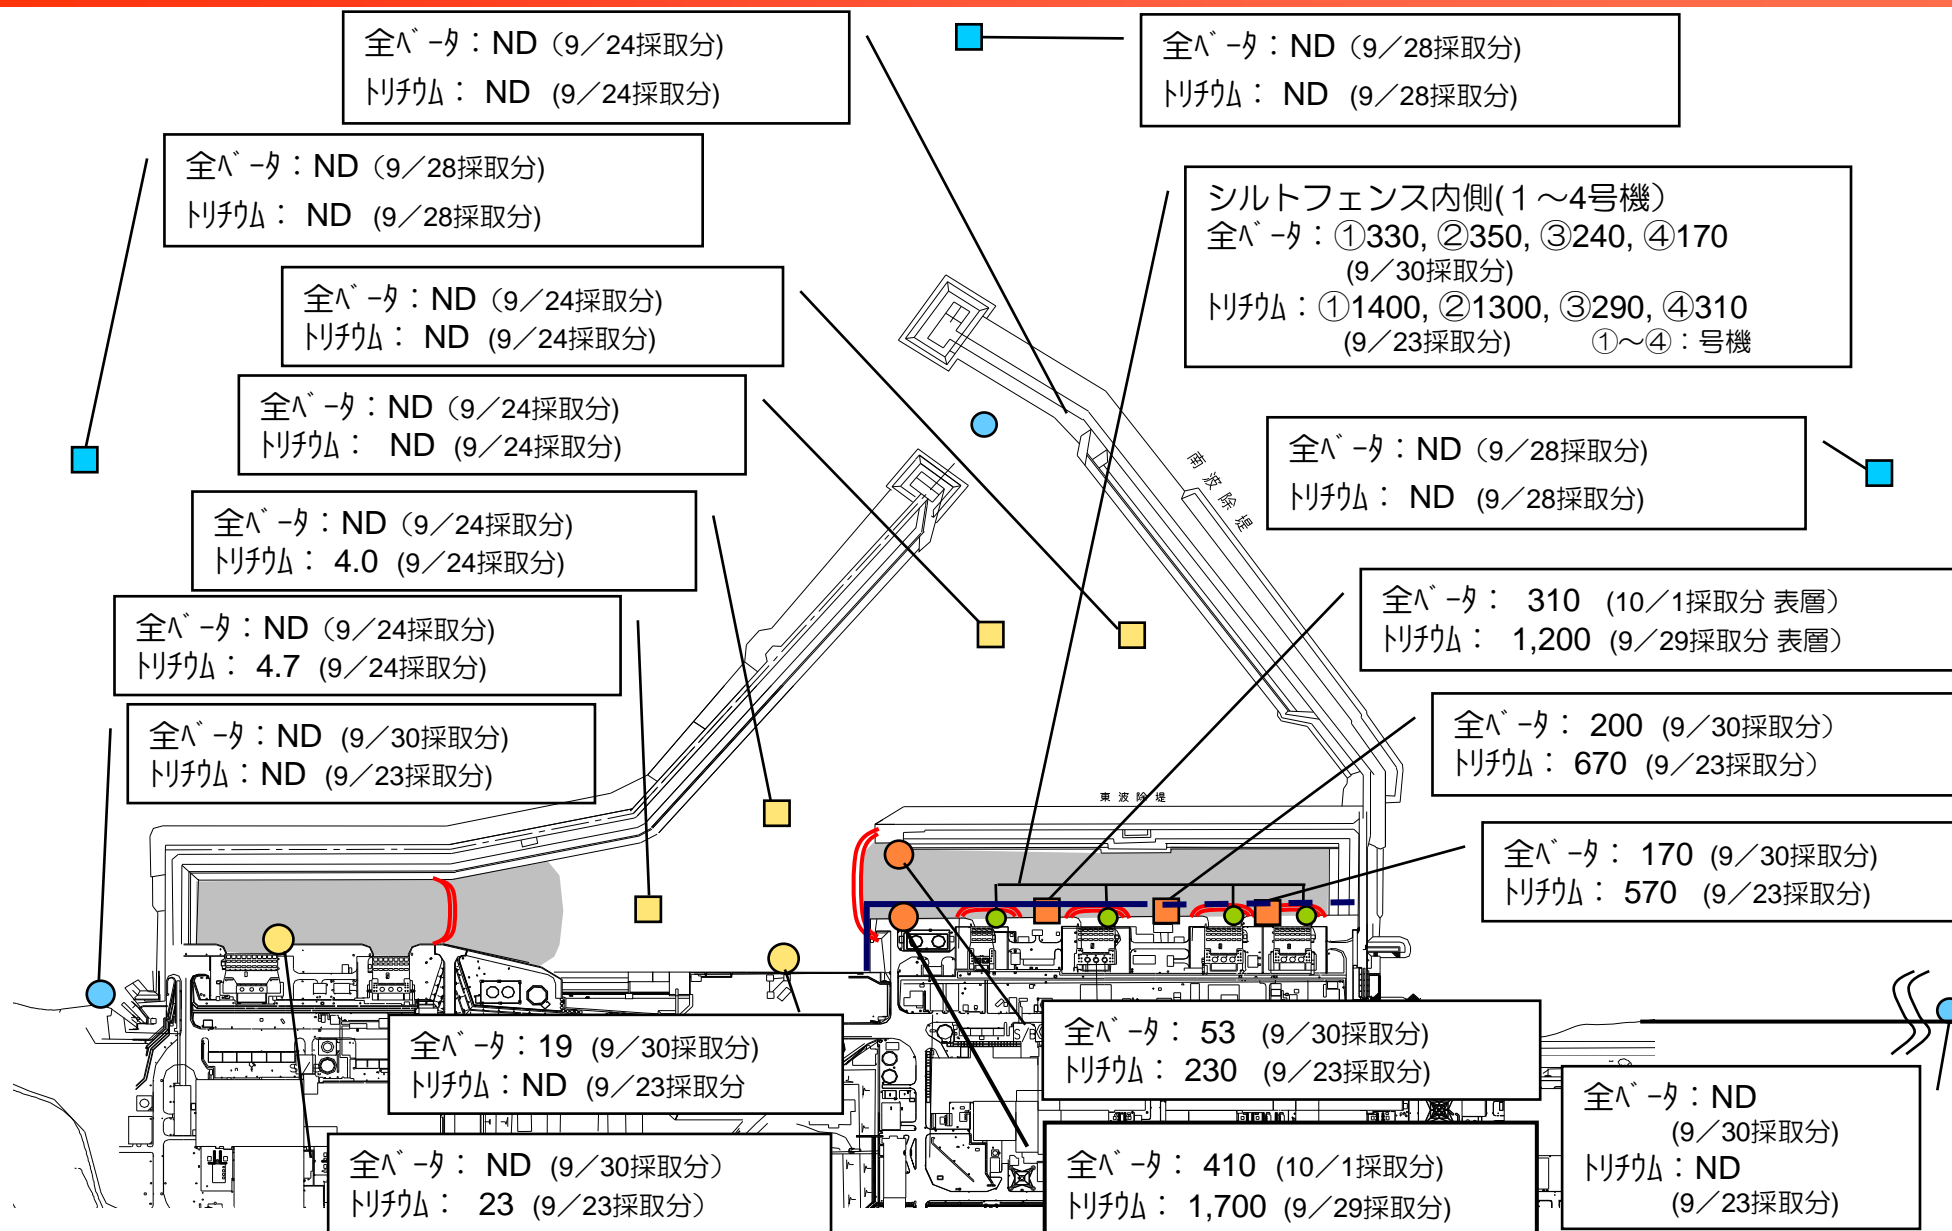 全ﾍﾞｰﾀ：ND（9／24採取分)
ﾄﾘﾁｳﾑ： ND (9／24採取分)
全ﾍﾞｰﾀ：ND（9／28採取分)
ﾄﾘﾁｳﾑ： ND (9／28採取分)
全ﾍﾞｰﾀ：ND（9／28採取分)
ﾄﾘﾁｳﾑ： ND (9／28採取分)
シルトフェンス内側(１～4号機）
全ﾍﾞｰﾀ：①330, ②350, ③240, ④170
(9／30採取分)
ﾄﾘﾁｳﾑ：①1400, ②1300, ③290, ④310
(9／23採取分) ①～④：号機
全ﾍﾞｰﾀ：ND（9／24採取分)
ﾄﾘﾁｳﾑ： ND (9／24採取分)
全ﾍﾞｰﾀ：ND（9／24採取分)
ﾄﾘﾁｳﾑ： ND (9／24採取分)
全ﾍﾞｰﾀ：ND（9／28採取分)
ﾄﾘﾁｳﾑ： ND (9／28採取分)
南波除堤
全ﾍﾞｰﾀ：ND（9／24採取分)
ﾄﾘﾁｳﾑ： 4.0 (9／24採取分)
全ﾍﾞｰﾀ： 310 (10／1採取分 表層）
ﾄﾘﾁｳﾑ： 1,200 (9／29採取分 表層）
全ﾍﾞｰﾀ：ND（9／24採取分)
ﾄﾘﾁｳﾑ： 4.7 (9／24採取分)
全ﾍﾞｰﾀ： 200 (9／30採取分）
ﾄﾘﾁｳﾑ： 670 (9／23採取分）
全ﾍﾞｰﾀ：ND (9／30採取分)
ﾄﾘﾁｳﾑ：ND (9／23採取分)
東波除堤
全ﾍﾞｰﾀ： 170 (9／30採取分)
ﾄﾘﾁｳﾑ： 570 (9／23採取分)
全ﾍﾞｰﾀ：19 (9／30採取分)
ﾄﾘﾁｳﾑ：ND (9／23採取分
全ﾍﾞｰﾀ： 53 (9／30採取分)
ﾄﾘﾁｳﾑ： 230 (9／23採取分)
全ﾍﾞｰﾀ：ND
(9／30採取分)
ﾄﾘﾁｳﾑ：ND
(9／23採取分)
全ﾍﾞｰﾀ： ND (9／30採取分）
ﾄﾘﾁｳﾑ： 23 (9／23採取分）
全ﾍﾞｰﾀ： 410 (10／1採取分)
ﾄﾘﾁｳﾑ： 1,700 (9／29採取分)